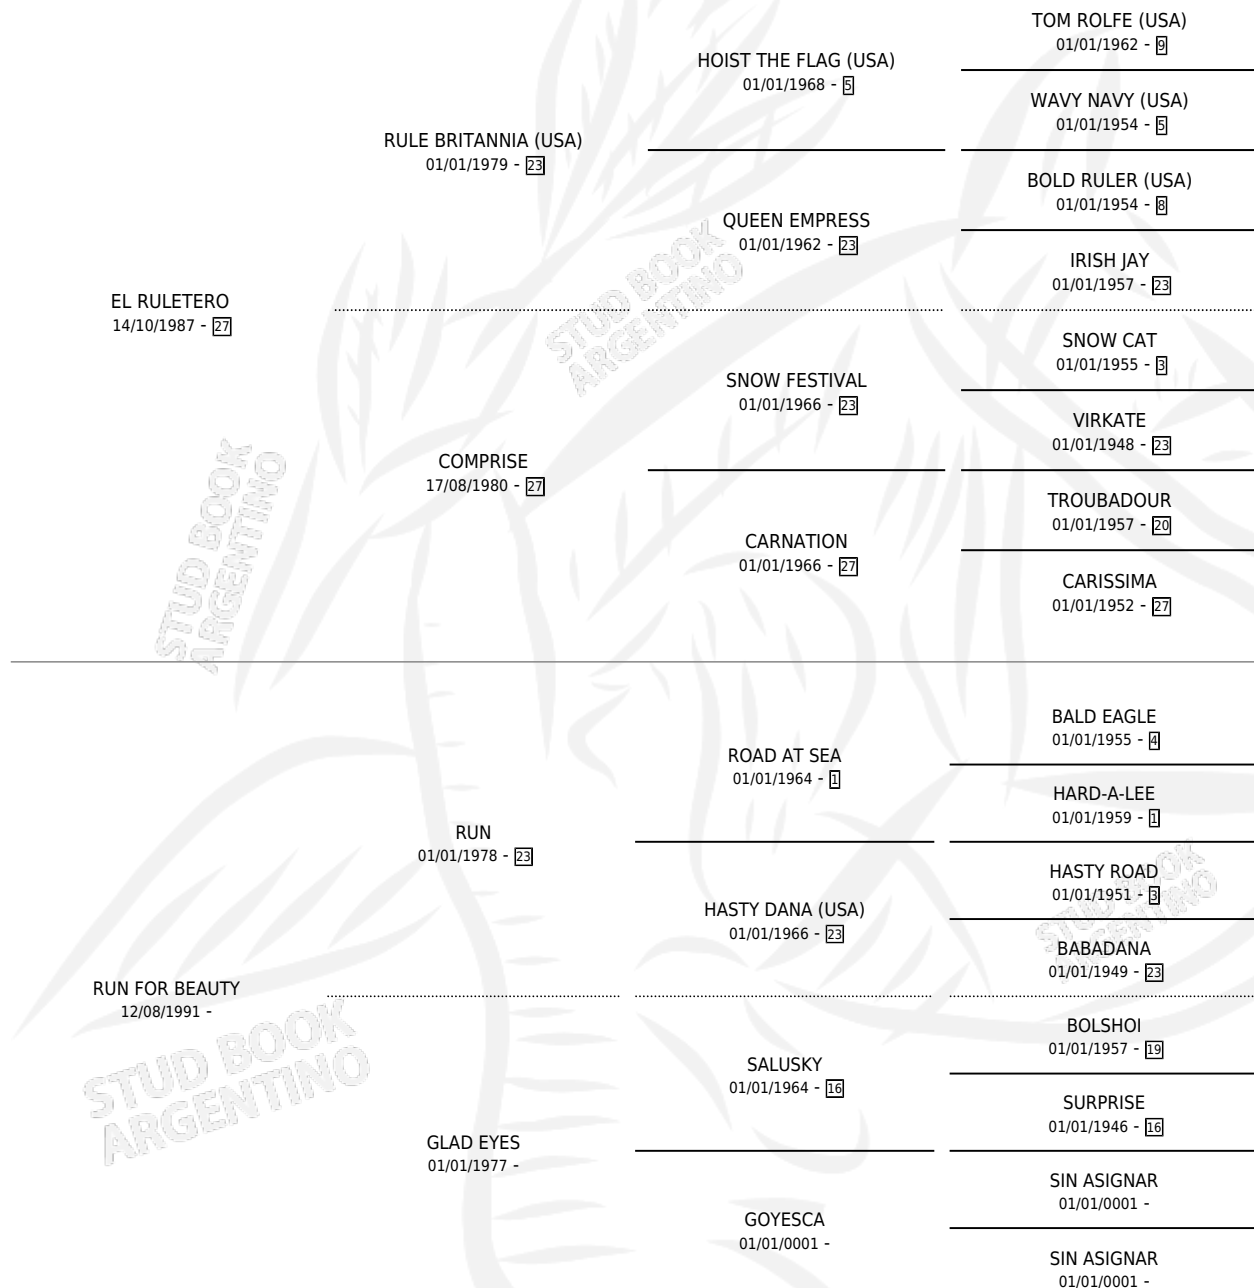 TOM ROLFE (USA)
01/01/1962 - 9
HOIST THE FLAG (USA)
01/01/1968 - 5
WAVY NAVY (USA)
01/01/1954 - 5
RULE BRITANNIA (USA)
01/01/1979 - 23
BOLD RULER (USA)
01/01/1954 - 8
QUEEN EMPRESS
01/01/1962 - 23
IRISH JAY
01/01/1957 - 23
EL RULETERO
14/10/1987 - 27
SNOW CAT
01/01/1955 - 3
SNOW FESTIVAL
01/01/1966 - 23
VIRKATE
01/01/1948 - 23
COMPRISE
17/08/1980 - 27
TROUBADOUR
01/01/1957 - 20
CARNATION
01/01/1966 - 27
CARISSIMA
01/01/1952 - 27
BALD EAGLE
01/01/1955 - 4
ROAD AT SEA
01/01/1964 - 1
HARD-A-LEE
01/01/1959 - 1
RUN
01/01/1978 - 23
HASTY ROAD
01/01/1951 - 3
HASTY DANA (USA)
01/01/1966 - 23
BABADANA
01/01/1949 - 23
RUN FOR BEAUTY
12/08/1991 -
BOLSHOI
01/01/1957 - 19
SALUSKY
01/01/1964 - 16
SURPRISE
01/01/1946 - 16
GLAD EYES
01/01/1977 -
SIN ASIGNAR
01/01/0001 -
GOYESCA
01/01/0001 -
SIN ASIGNAR
01/01/0001 -
STUD BOOK
ARGENTINO
STUD BOOK
ARGENTINO
STUD BOOK
ARGENTINO
STUD BOOK
ARGENTINO